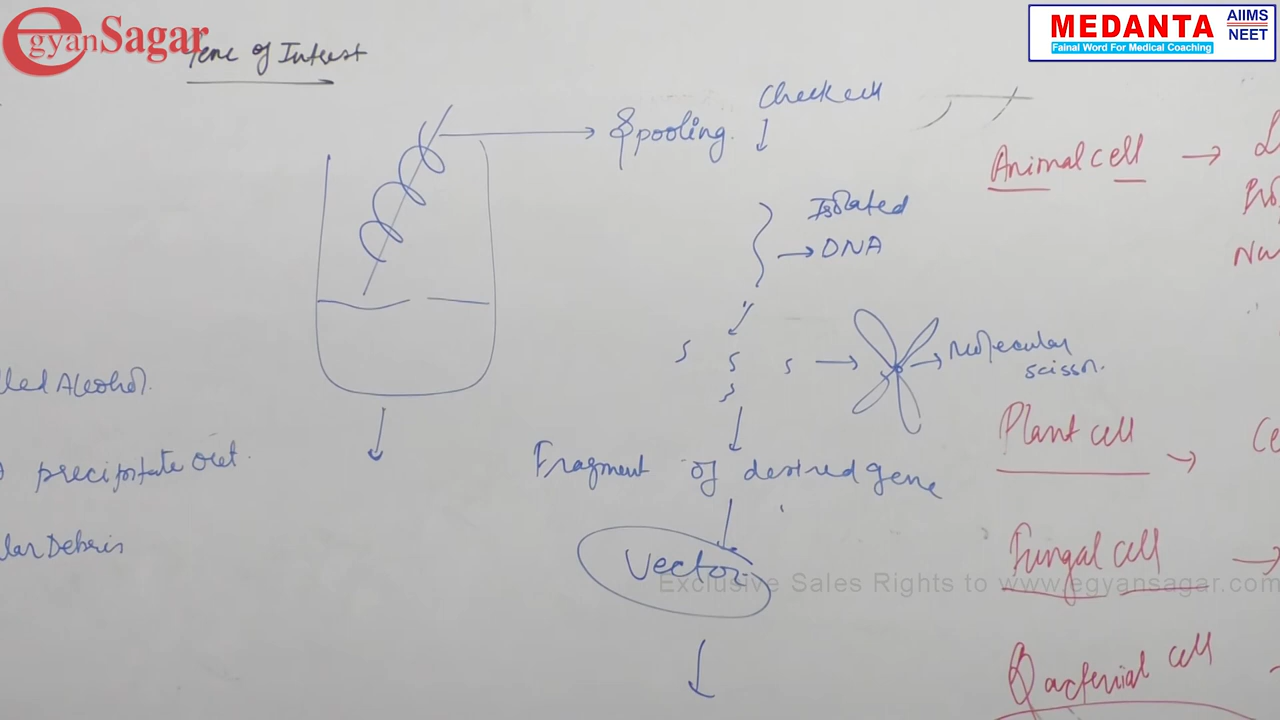 egyanSagar
MEDANTA
AIIMS
NEET
Fainal Word For Medical Coaching
Gene of Interest
Spooling.
Isolated
DNA
Molecular
scissor.
Fragment of desired gene
Vector
lled Alcohol.
precipitate out.
lar Debris
Animal cell
Plant cell
Fungal cell
Bacterial cell
Exclusive Sales Rights to www.egyansagar.com